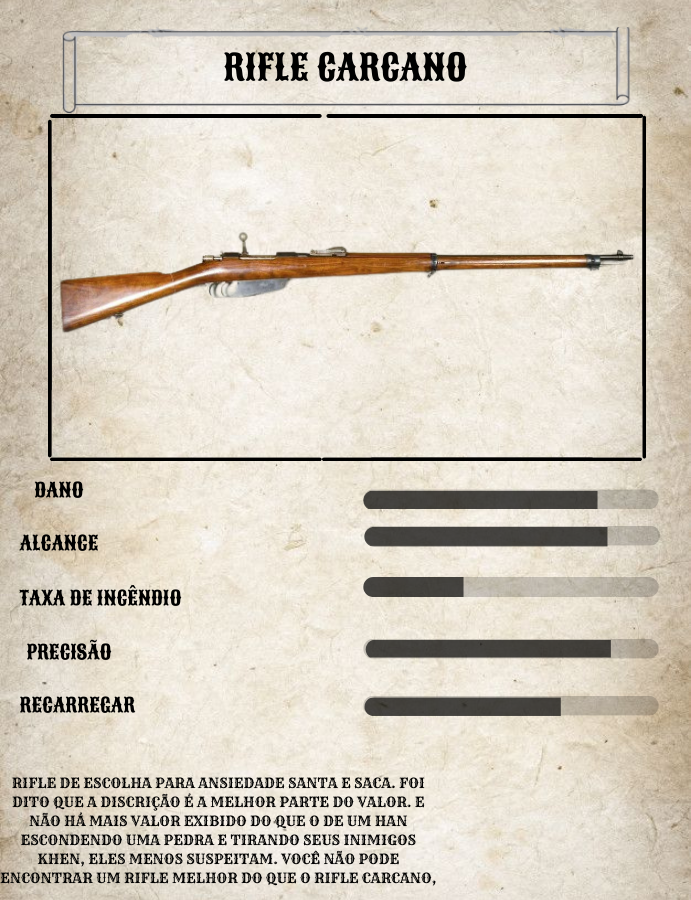 RIFLE CARCANO
DANO
ALCANCE
TAXA DE INCÊNDIO
PRECISÃO
RECARREGAR
RIFLE DE ESCOLHA PARA ANSIEDADE SANTA E SACA. FOI
DITO QUE A DISCRIÇÃO É A MELHOR PARTE DO VALOR. E
NÃO HÁ MAIS VALOR EXIBIDO DO QUE O DE UM HAN
ESCONDENDO UMA PEDRA E TIRANDO SEUS INIMIGOS
KHEN, ELES MENOS SUSPEITAM. VOCÊ NÃO PODE
ENCONTRAR UM RIFLE MELHOR DO QUE O RIFLE CARCANO,